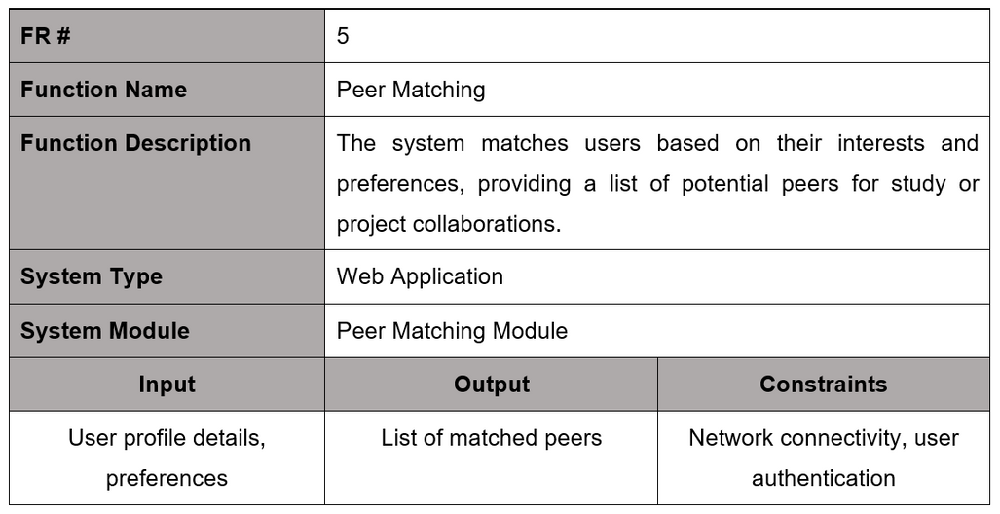 FR # 5
Function Name Peer Matching
Function Description The system matches users based on their interests and
preferences, providing a list of potential peers for study or
project collaborations.
System Type Web Application
System Module Peer Matching Module
Input Output Constraints
User profile details, List of matched peers Network connectivity, user
preferences authentication